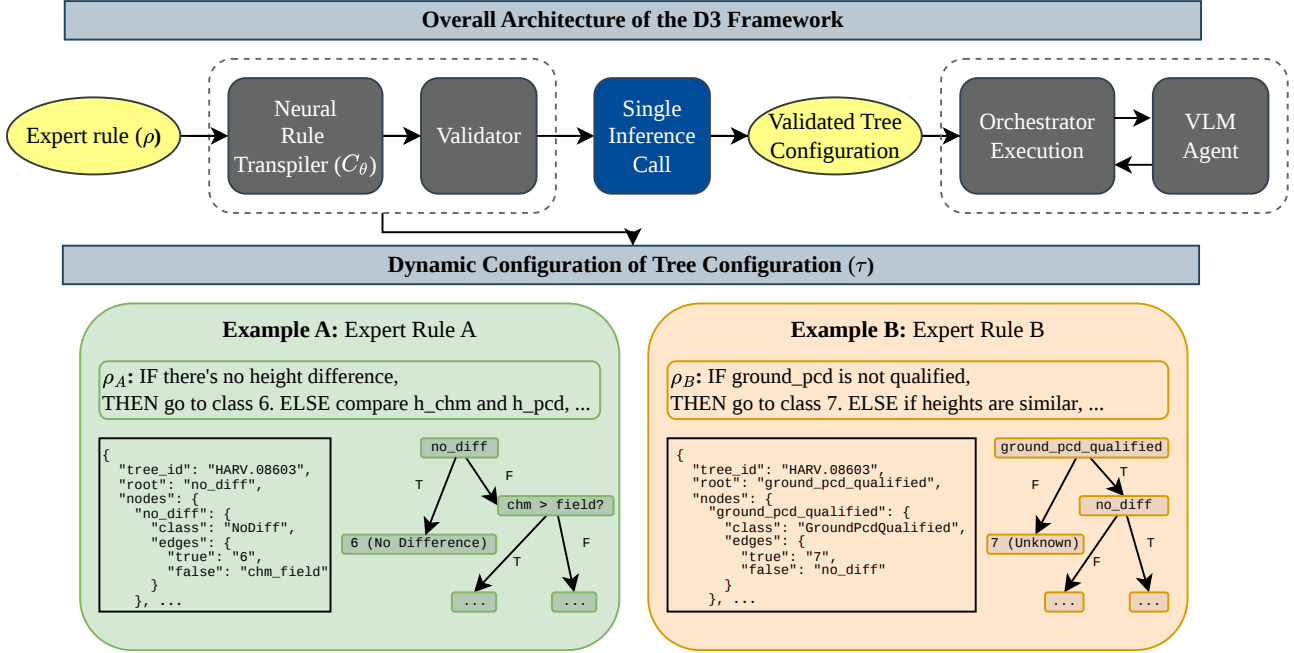 Overall Architecture of the D3 Framework
Expert rule (ρ)
Neural
Rule
Transpiler (C_θ)
Validator
Single
Inference
Call
Validated Tree
Configuration
Orchestrator
Execution
VLM
Agent
Dynamic Configuration of Tree Configuration (τ)
Example A: Expert Rule A
ρ_A: IF there's no height difference,
THEN go to class 6. ELSE compare h_chm and h_pcd, ...
{
"tree_id": "HARV.08603",
"root": "no_diff",
"nodes": {
"no_diff": {
"class": "NoDiff",
"edges": {
"true": "6",
"false": "chm_field"
}
}, ...
no_diff
T
F
chm > field?
6 (No Difference)
T
F
...
...
Example B: Expert Rule B
ρ_B: IF ground_pcd is not qualified,
THEN go to class 7. ELSE if heights are similar, ...
{
"tree_id": "HARV.08603",
"root": "ground_pcd_qualified",
"nodes": {
"ground_pcd_qualified": {
"class": "GroundPcdQualified",
"edges": {
"true": "7",
"false": "no_diff"
}
}, ...
ground_pcd_qualified
F
T
no_diff
7 (Unknown)
F
T
...
...